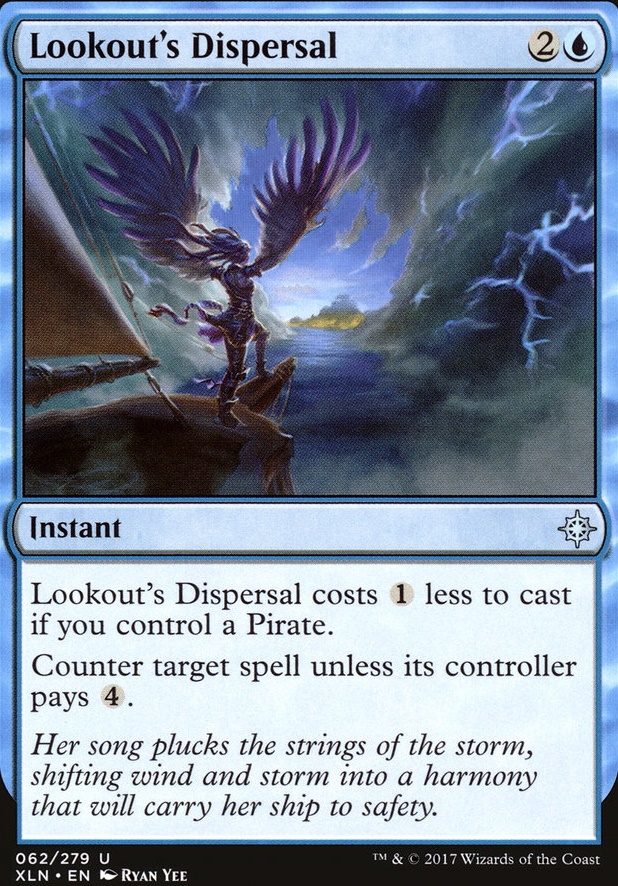 Lookout's Dispersal 2
Instant
Lookout's Dispersal costs 1 less to cast
if you control a Pirate.
Counter target spell unless its controller
pays 4.
Her song plucks the strings of the storm,
shifting wind and storm into a harmony
that will carry her ship to safety.
062/279 U
XLN • EN Ryan Yee
™ & © 2017 Wizards of the Coast